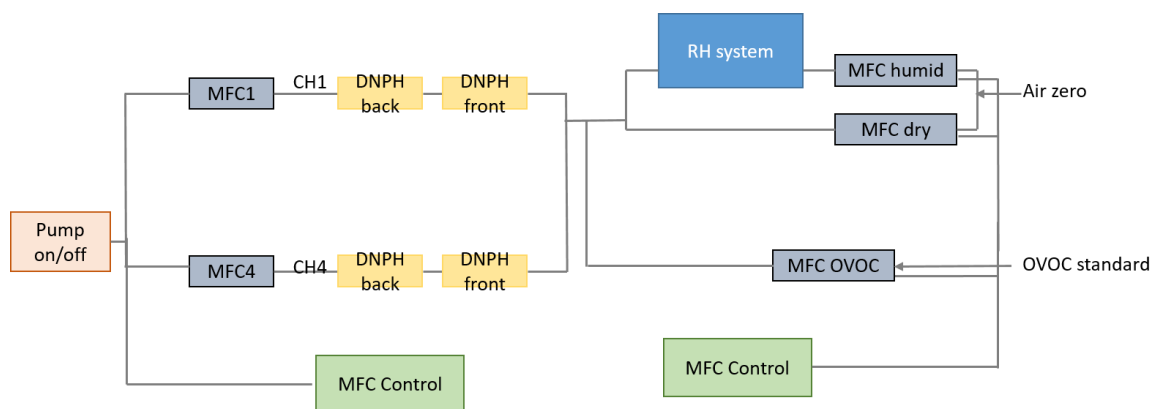 RH system
MFC humid
Air zero
MFC dry
MFC1
CH1
DNPH
back
DNPH
front
Pump
on/off
MFC4
CH4
DNPH
back
DNPH
front
MFC OVOC
OVOC standard
MFC Control
MFC Control